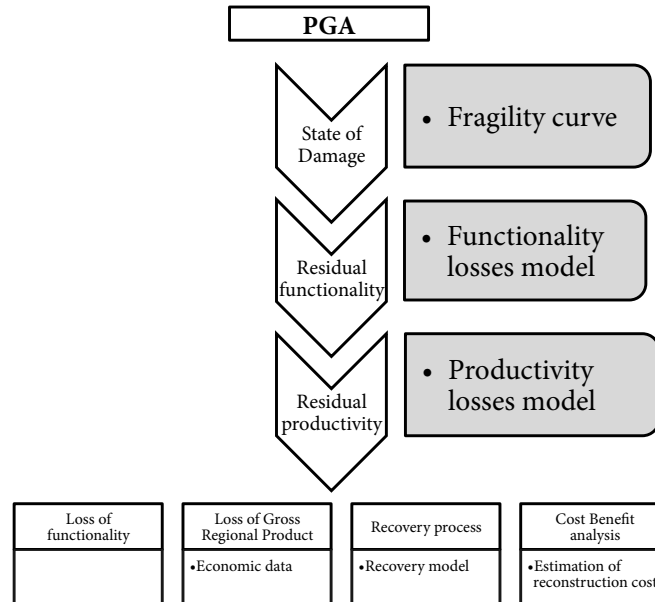 PGA
State of
Damage
• Fragility curve
Residual
functionality
• Functionality
losses model
Residual
productivity
• Productivity
losses model
Loss of
functionality
Loss of Gross
Regional Product
•Economic data
Recovery process
•Recovery model
Cost Benefit
analysis
•Estimation of
reconstruction cost